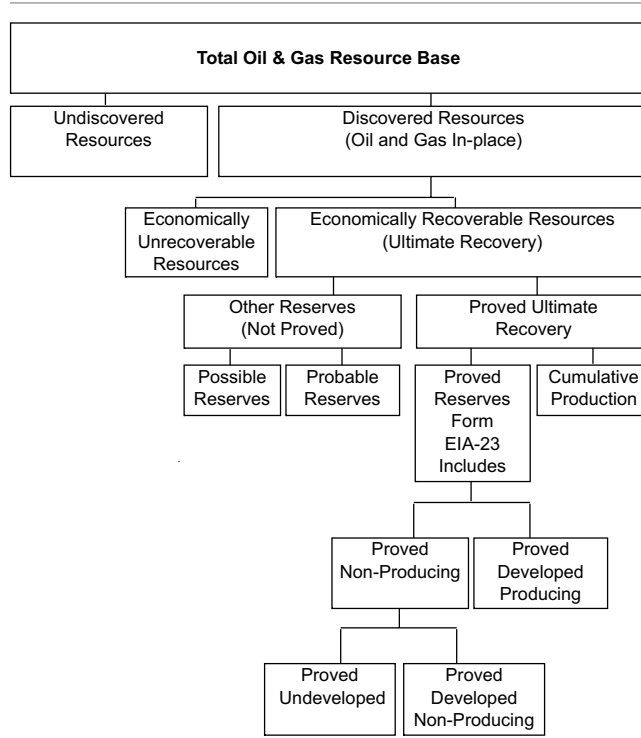 Total Oil & Gas Resource Base
Undiscovered
Resources
Discovered Resources
(Oil and Gas In-place)
Economically
Unrecoverable
Resources
Economically Recoverable Resources
(Ultimate Recovery)
Other Reserves
(Not Proved)
Proved Ultimate
Recovery
Possible
Reserves
Probable
Reserves
Proved
Reserves
Form
EIA-23
Includes
Cumulative
Production
Proved
Non-Producing
Proved
Developed
Producing
Proved
Undeveloped
Proved
Developed
Non-Producing